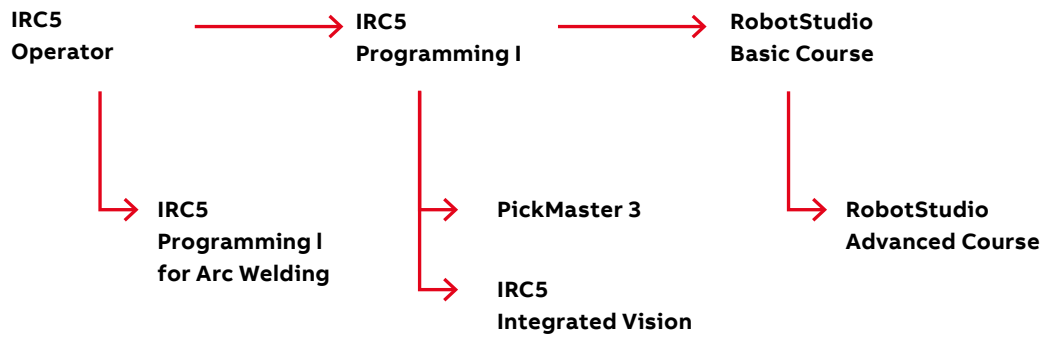 IRC5
Operator
IRC5
Programming I
RobotStudio
Basic Course
IRC5
Programming l
for Arc Welding
PickMaster 3
IRC5
Integrated Vision
RobotStudio
Advanced Course